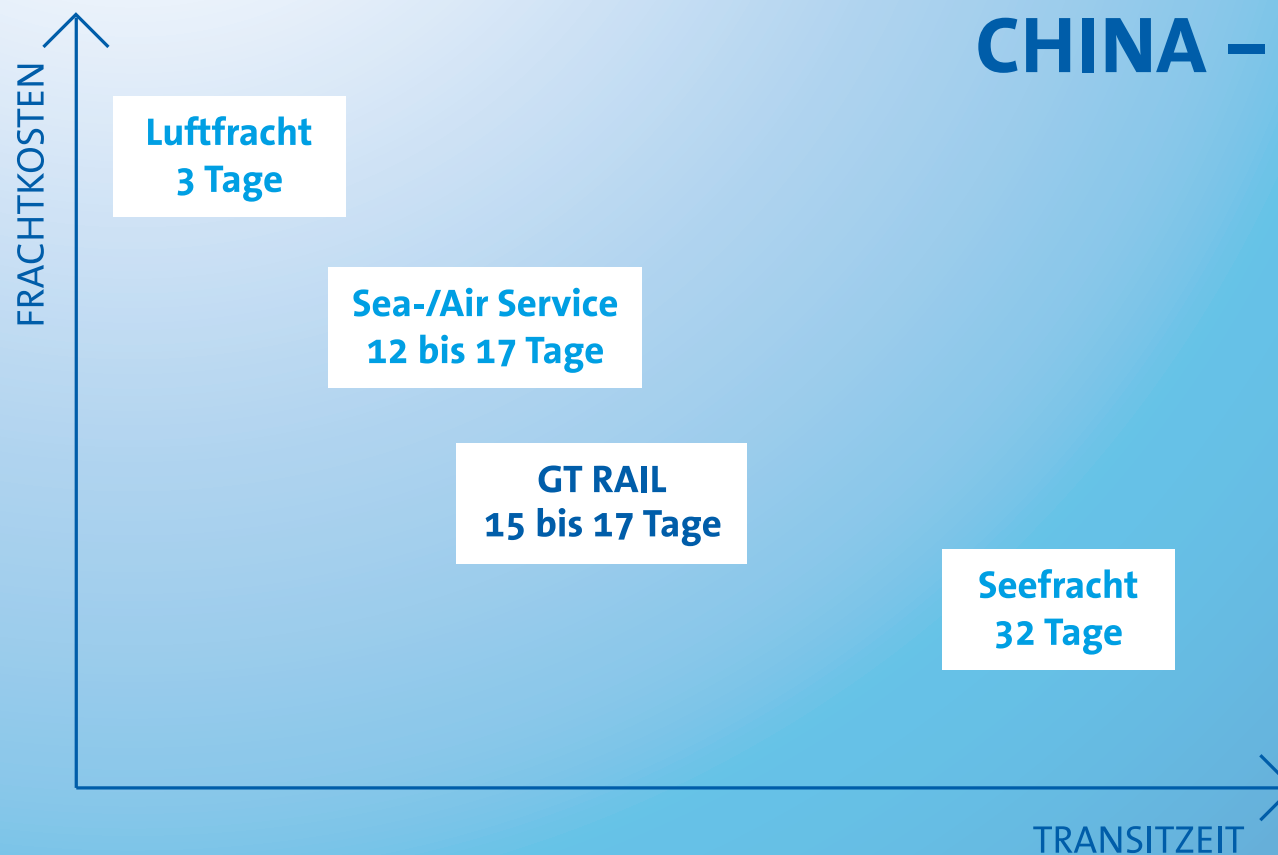 CHINA –
FRACHTKOSTEN
Luftfracht
3 Tage
Sea-/Air Service
12 bis 17 Tage
GT RAIL
15 bis 17 Tage
Seefracht
32 Tage
TRANSITZEIT